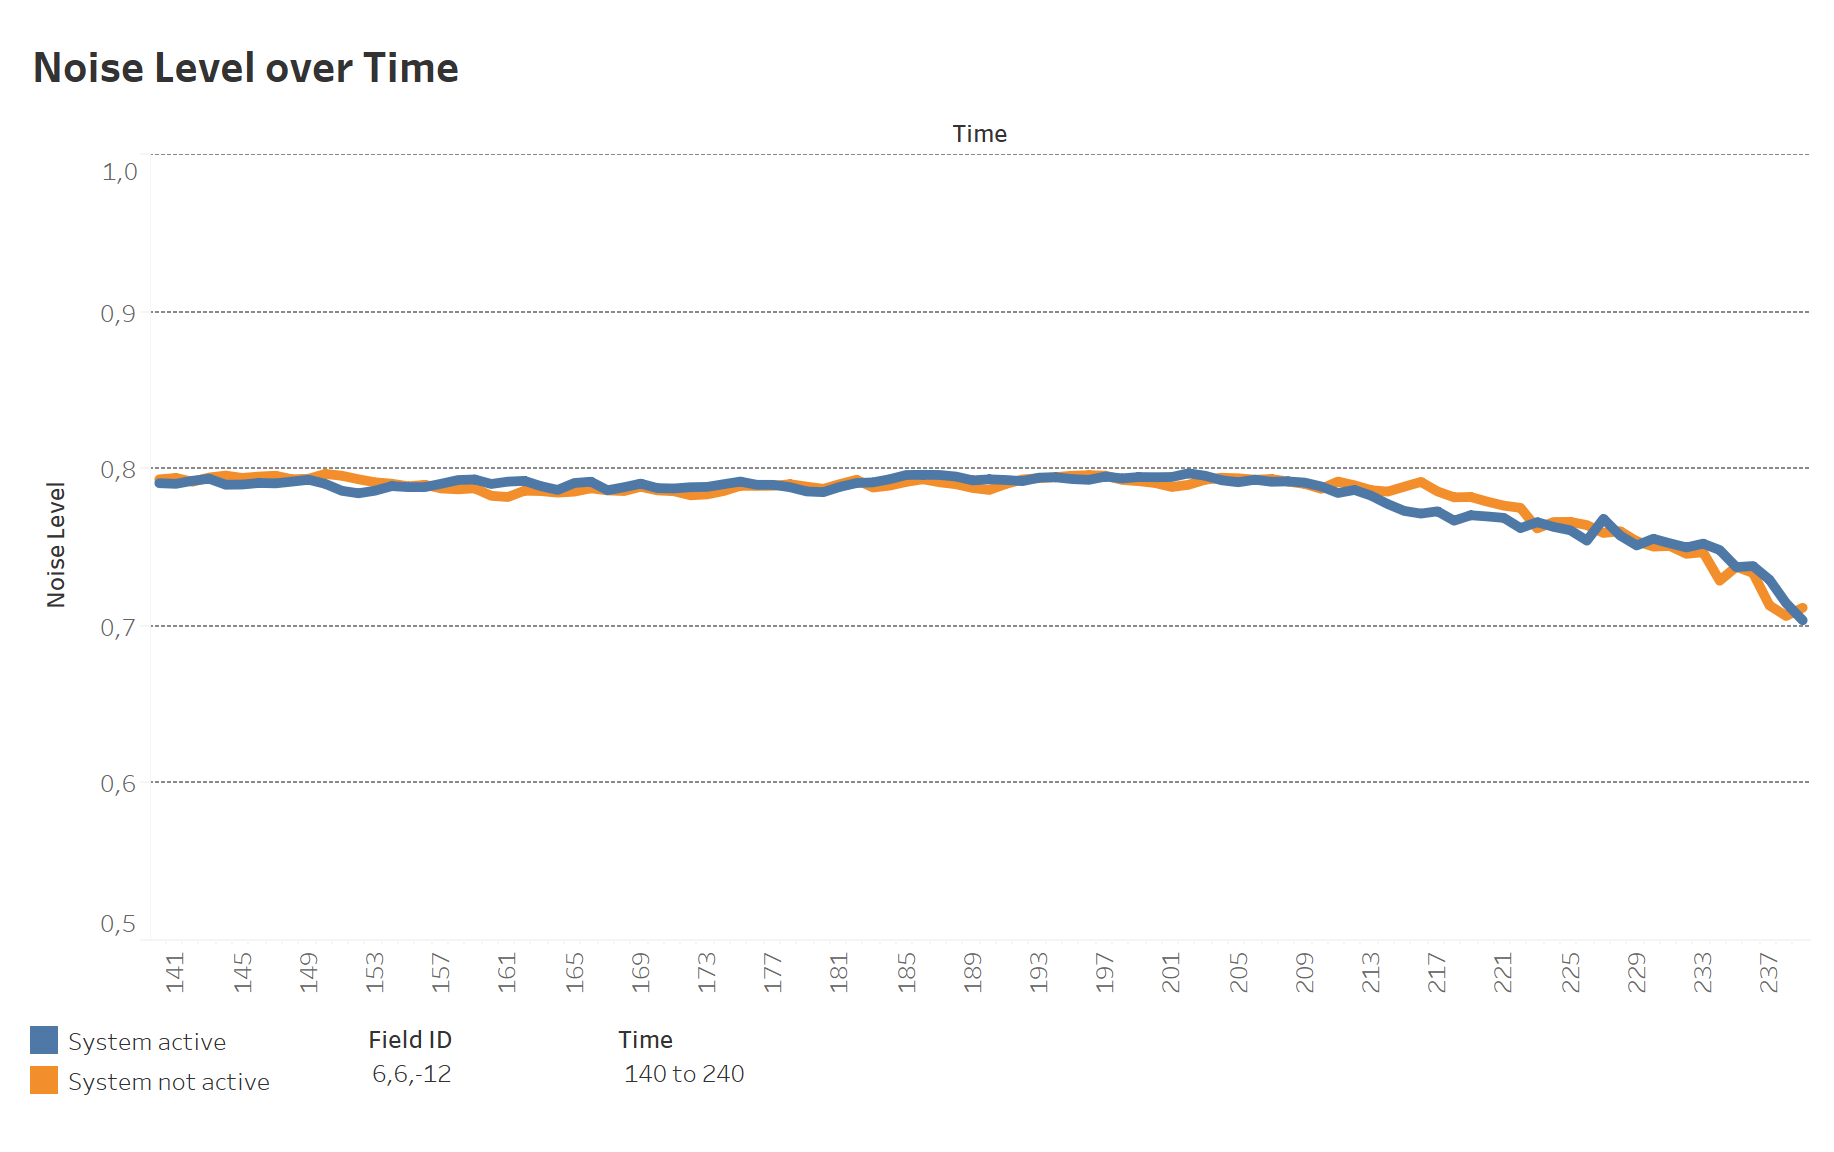 Noise Level over Time
Time
1,0
0,9
0,8
0,7
0,6
0,5
Noise Level
141 145 149 153 157 161 165 169 173 177 181 185 189 193 197 201 205 209 213 217 221 225 229 233 237
System active
System not active
Field ID
6,6,-12
Time
140 to 240